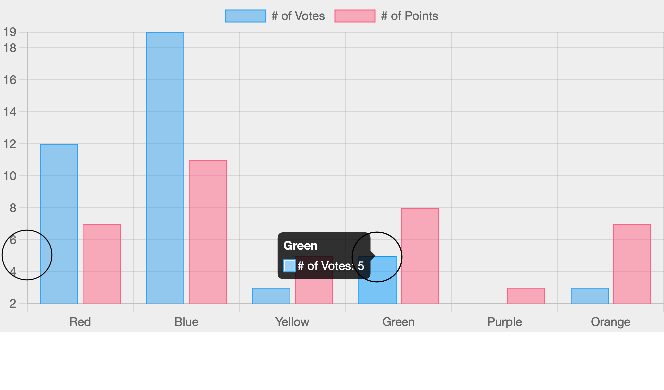 # of Votes # of Points
19
18
16
14
12
10
8
6
4
2
Green
# of Votes: 5
Red Blue Yellow Green Purple Orange